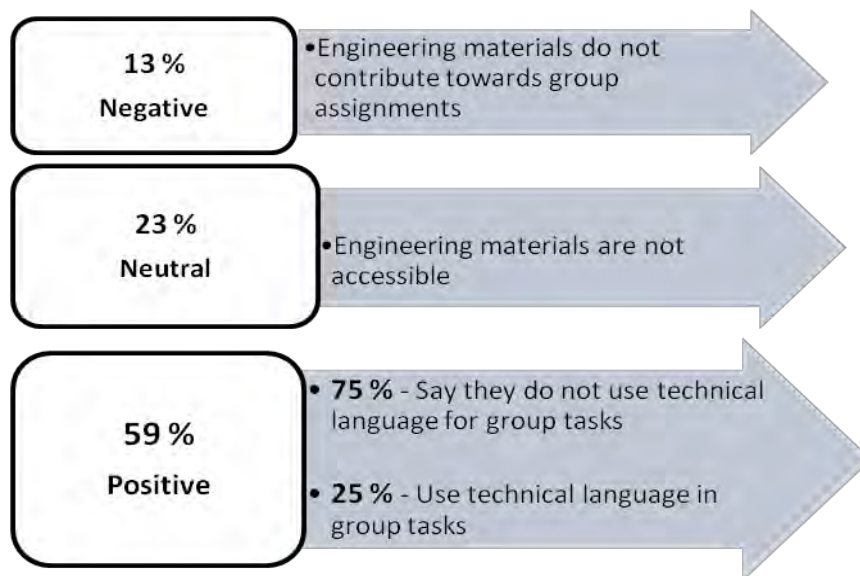 13 %
Negative
•Engineering materials do not
contribute towards group
assignments
23 %
Neutral
•Engineering materials are not
accessible
59 %
Positive
• 75 % - Say they do not use technical
language for group tasks
• 25 % - Use technical language in
group tasks